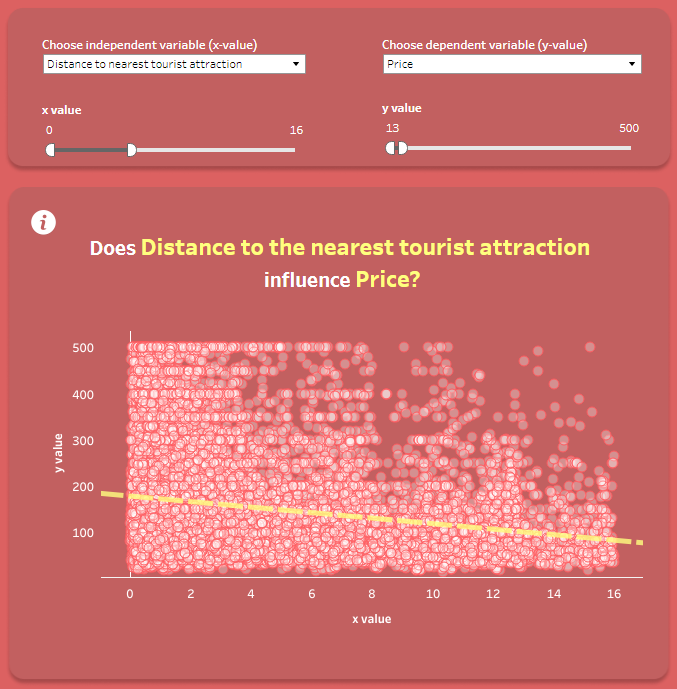 Choose independent variable (x-value)
Distance to nearest tourist attraction
x value
0 16
Choose dependent variable (y-value)
Price
y value
13 500
i
Does Distance to the nearest tourist attraction
influence Price?
500
400
300
200
100
y value
0 2 4 6 8 10 12 14 16
x value